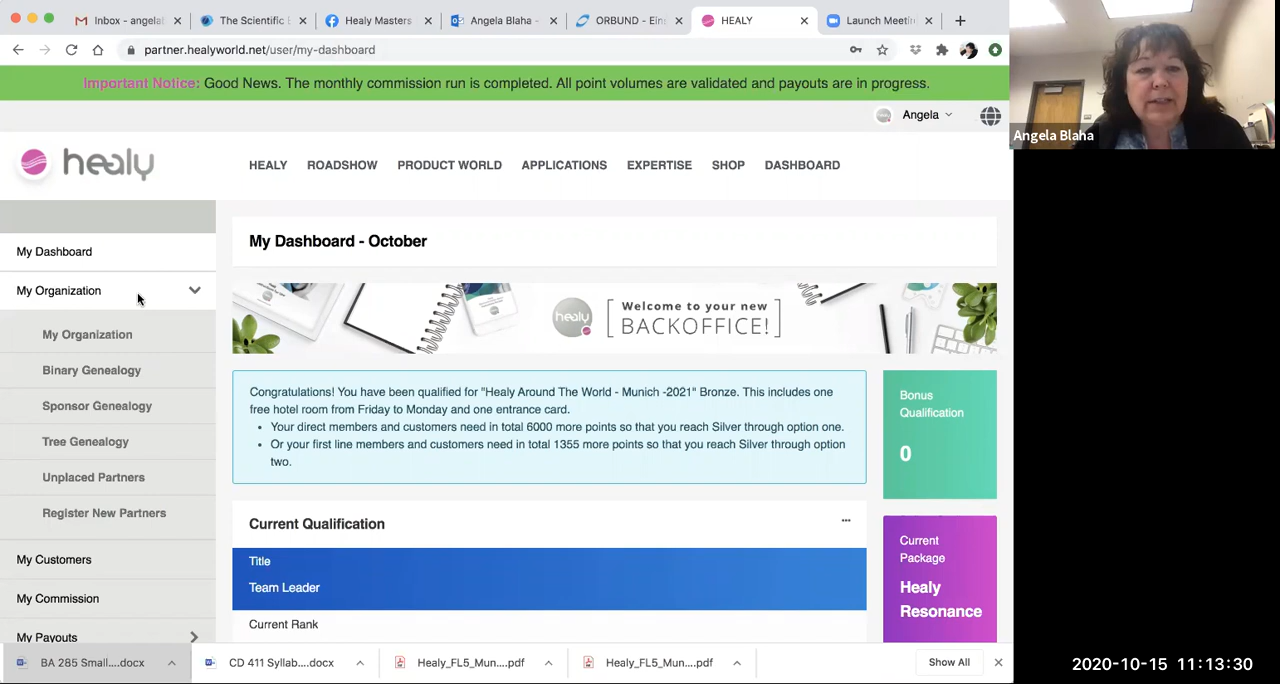 Inbox - angelal
The Scientific E
Healy Masters
Angela Blaha -
ORBUND - Ein
HEALY
Launch Meeti
partner.healyworld.net/user/my-dashboard
Important Notice: Good News. The monthly commission run is completed. All point volumes are validated and payouts are in progress.
Angela
Angela Blaha
healy
HEALY ROADSHOW PRODUCT WORLD APPLICATIONS EXPERTISE SHOP DASHBOARD
My Dashboard
My Organization
My Organization
Binary Genealogy
Sponsor Genealogy
Tree Genealogy
Unplaced Partners
Register New Partners
My Customers
My Commission
My Payouts
My Dashboard - October
healy
Welcome to your new
BACKOFFICE!
Congratulations! You have been qualified for "Healy Around The World - Munich -2021" Bronze. This includes one
free hotel room from Friday to Monday and one entrance card.
• Your direct members and customers need in total 6000 more points so that you reach Silver through option one.
• Or your first line members and customers need in total 1355 more points so that you reach Silver through option
two.
Bonus
Qualification
0
Current Qualification
Title
Team Leader
Current Rank
Current
Package
Healy
Resonance
BA 285 Small....docx
CD 411 Syllab....docx
Healy_FL5_Mun....pdf
Healy_FL5_Mun....pdf
Show All
2020-10-15 11:13:30